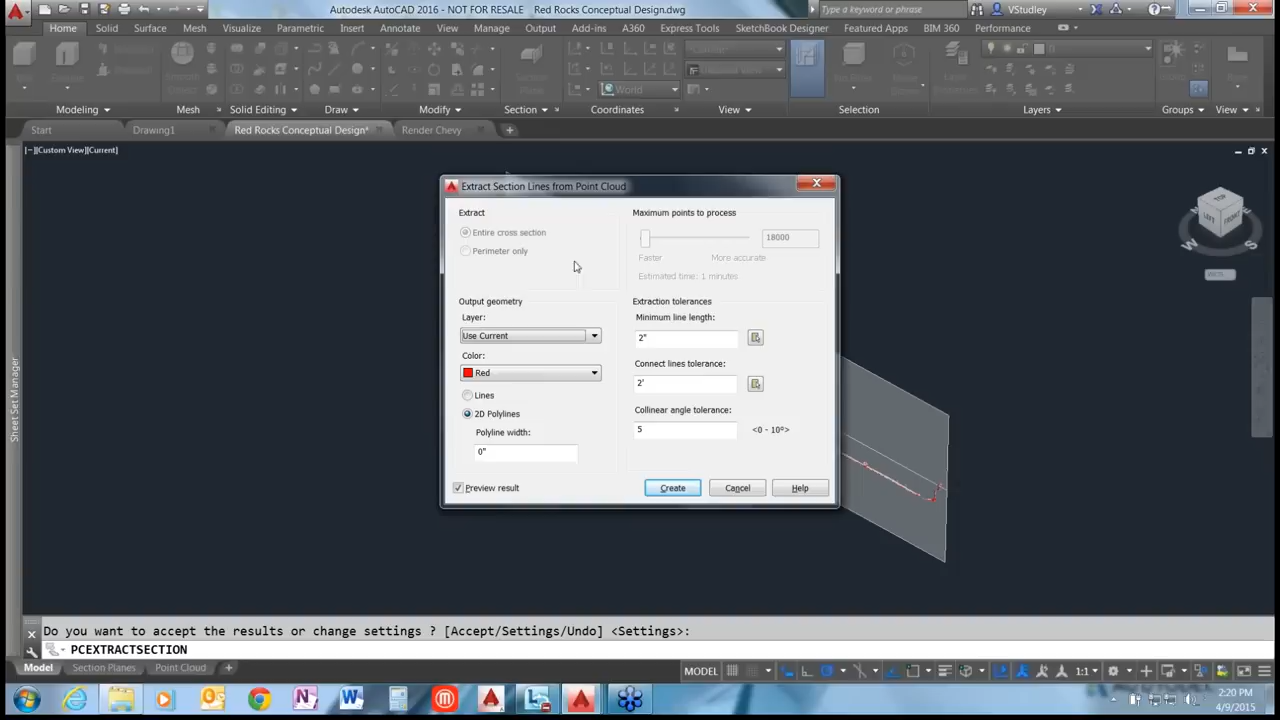 Autodesk AutoCAD 2016 - NOT FOR RESALE Red Rocks Conceptual Design.dwg
Type a keyword or phrase
VStudley
Home Solid Surface Mesh Visualize Parametric Insert Annotate View Manage Output Add-ins A360 Express Tools SketchBook Designer Featured Apps BIM 360 Performance
World
0
Modeling Mesh Solid Editing Draw Modify Section Coordinates View Selection Layers Groups View
Start Drawing1 Red Rocks Conceptual Design* Render Chevy
[−][Custom View][Current]
Extract Section Lines from Point Cloud
Extract
Entire cross section
Perimeter only
Maximum points to process
18000
Faster More accurate
Estimated time: 1 minutes
Output geometry
Layer:
Use Current
Color:
Red
Lines
2D Polylines
Polyline width:
0"
Extraction tolerances
Minimum line length:
2"
Connect lines tolerance:
2'
Collinear angle tolerance:
5 <0 - 10º>
Preview result
Create Cancel Help
LEFT FRONT
W S
WCS
Sheet Set Manager
Do you want to accept the results or change settings ? [Accept/Settings/Undo] <Settings>:
PCEXTRACTSECTION
Model Section Planes Point Cloud
MODEL 1:1
2:20 PM
4/9/2015